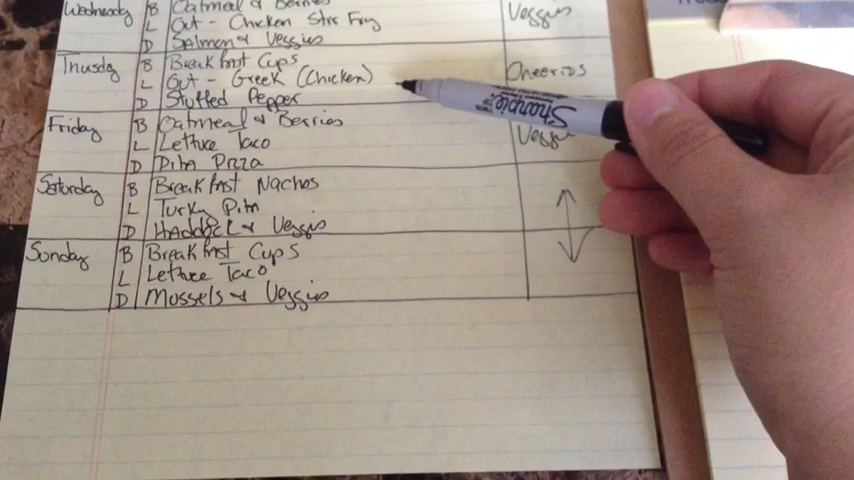 Wednesday B Oatmeal & Berries
L Out - Chicken Stir Fry Veggies
D Salmon & Veggies
Thursday B Breakfast Cups
L Out - Greek (Chicken) Cheerios
D Stuffed Pepper
Friday B Oatmeal & Berries
L Lettuce Taco Veggi
D Pita Pizza
Saturday B Breakfast Nachos
L Turky Pita
D Haddock & Veggies
Sunday B Breakfast Cups
L Lettuce Taco
D Mussels & Veggies
Sharpie